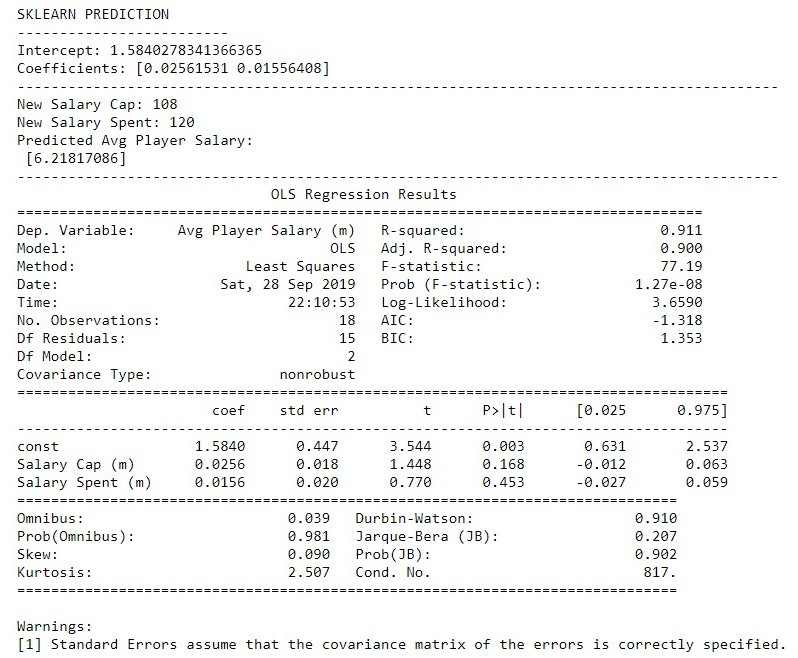 SKLEARN PREDICTION
-------------------------
Intercept: 1.5840278341366365
Coefficients: [0.02561531 0.01556408]
------------------------------------------------------------------------------------------
New Salary Cap: 108
New Salary Spent: 120
Predicted Avg Player Salary:
 [6.21817086]
------------------------------------------------------------------------------------------
                              OLS Regression Results
=================================================================================
Dep. Variable:     Avg Player Salary (m)   R-squared:                       0.911
Model:                               OLS   Adj. R-squared:                  0.900
Method:                    Least Squares   F-statistic:                     77.19
Date:                   Sat, 28 Sep 2019   Prob (F-statistic):           1.27e-08
Time:                           22:10:53   Log-Likelihood:                 3.6590
No. Observations:                     18   AIC:                            -1.318
Df Residuals:                         15   BIC:                             1.353
Df Model:                              2
Covariance Type:               nonrobust
====================================================================================
                       coef    std err          t      P>|t|      [0.025      0.975]
------------------------------------------------------------------------------------
const                1.5840      0.447      3.544      0.003       0.631       2.537
Salary Cap (m)       0.0256      0.018      1.448      0.168      -0.012       0.063
Salary Spent (m)     0.0156      0.020      0.770      0.453      -0.027       0.059
==============================================================================
Omnibus:                        0.039   Durbin-Watson:                   0.910
Prob(Omnibus):                  0.981   Jarque-Bera (JB):                0.207
Skew:                           0.090   Prob(JB):                        0.902
Kurtosis:                       2.507   Cond. No.                         817.
==============================================================================
Warnings:
[1] Standard Errors assume that the covariance matrix of the errors is correctly specified.